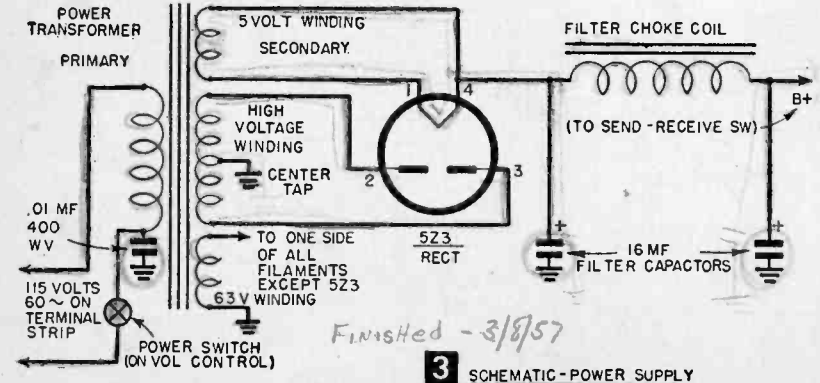 POWER
TRANSFORMER
PRIMARY
5 VOLT WINDING
SECONDARY
FILTER CHOKE COIL
1
4
B+
(TO SEND-RECEIVE SW)
HIGH
VOLTAGE
WINDING
CENTER
TAP
2
3
.01 MF
400
WV
5Z3
RECT
+
+
TO ONE SIDE
OF ALL
FILAMENTS
EXCEPT 5Z3
63V WINDING
16 MF
FILTER CAPACTORS
115 VOLTS
60 ~ ON
TERMINAL
STRIP
POWER SWITCH
(ON VOL CONTROL)
FINISHED - 3/8/57
3 SCHEMATIC-POWER SUPPLY